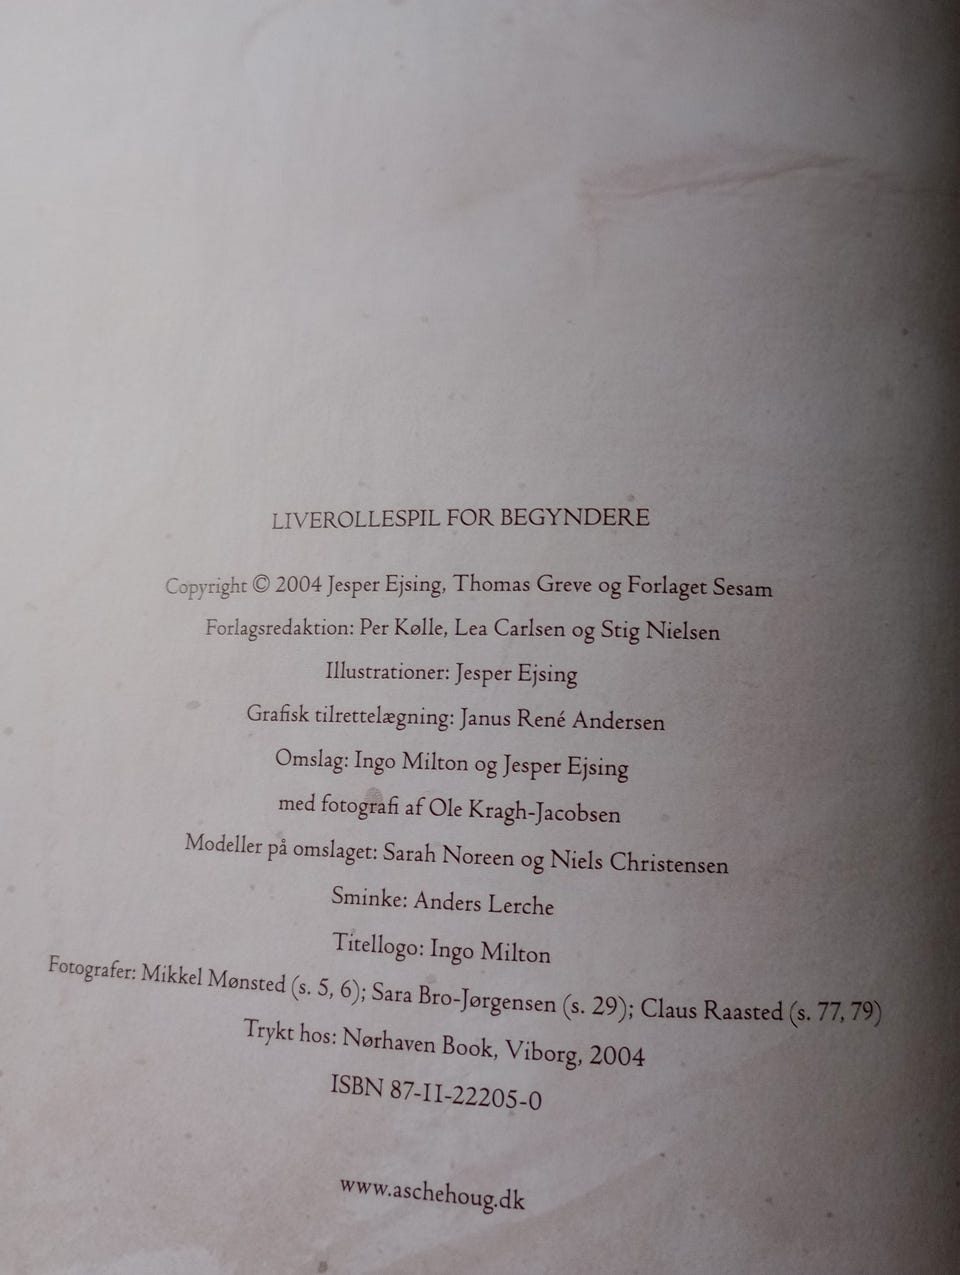 LIVEROLLESPIL FOR BEGYNDERE
Copyright © 2004 Jesper Ejsing, Thomas Greve og Forlaget Sesam
Forlagsredaktion: Per Kølle, Lea Carlsen og Stig Nielsen
Illustrationer: Jesper Ejsing
Grafisk tilrettelægning: Janus René Andersen
Omslag: Ingo Milton og Jesper Ejsing
med fotografi af Ole Kragh-Jacobsen
Modeller på omslaget: Sarah Noreen og Niels Christensen
Sminke: Anders Lerche
Titellogo: Ingo Milton
Fotografer: Mikkel Mønsted (s. 5, 6); Sara Bro-Jørgensen (s. 29); Claus Raasted (s. 77, 79)
Trykt hos: Nørhaven Book, Viborg, 2004
ISBN 87-11-22205-0
www.aschehoug.dk